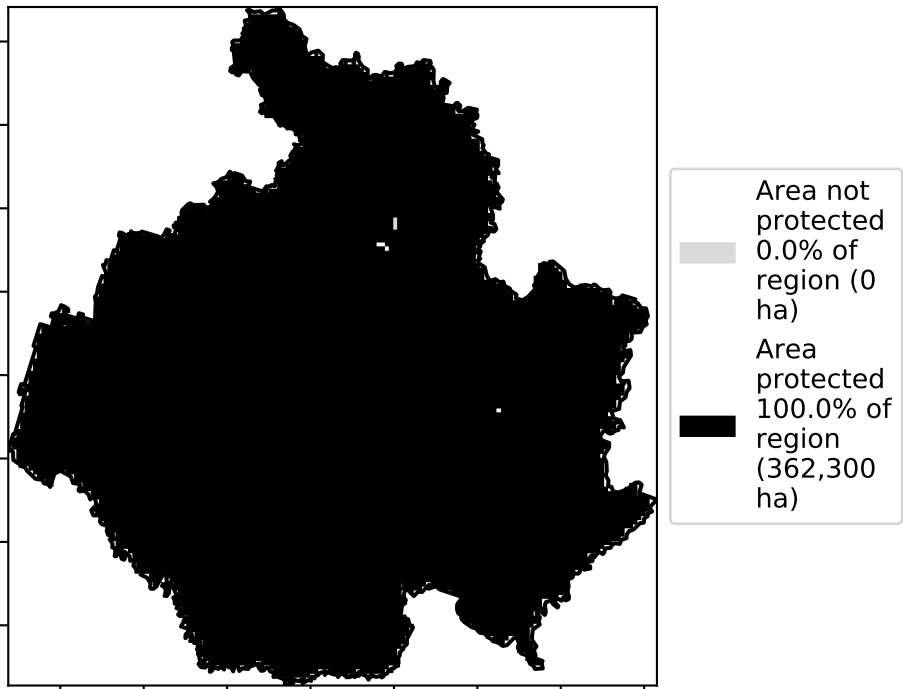 Area not
protected
0.0% of
region (0
ha)
Area
protected
100.0% of
region
(362,300
ha)